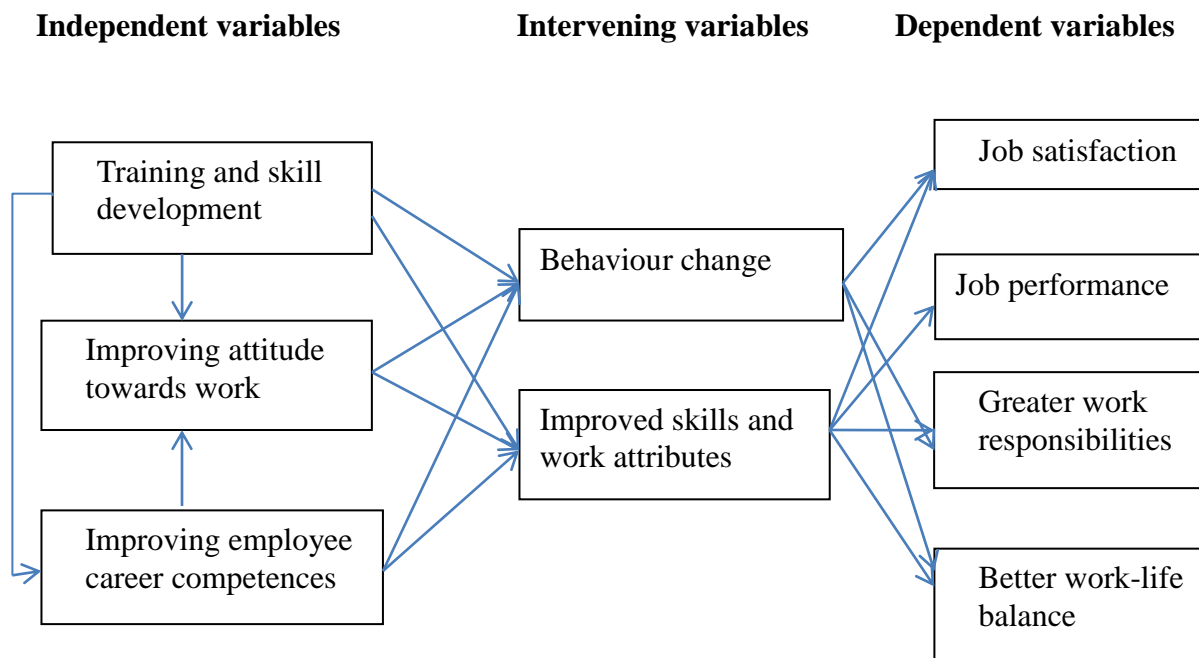 Independent variables
Intervening variables
Dependent variables
Training and skill
development
Improving attitude
towards work
Improving employee
career competences
Behaviour change
Improved skills and
work attributes
Job satisfaction
Job performance
Greater work
responsibilities
Better work-life
balance